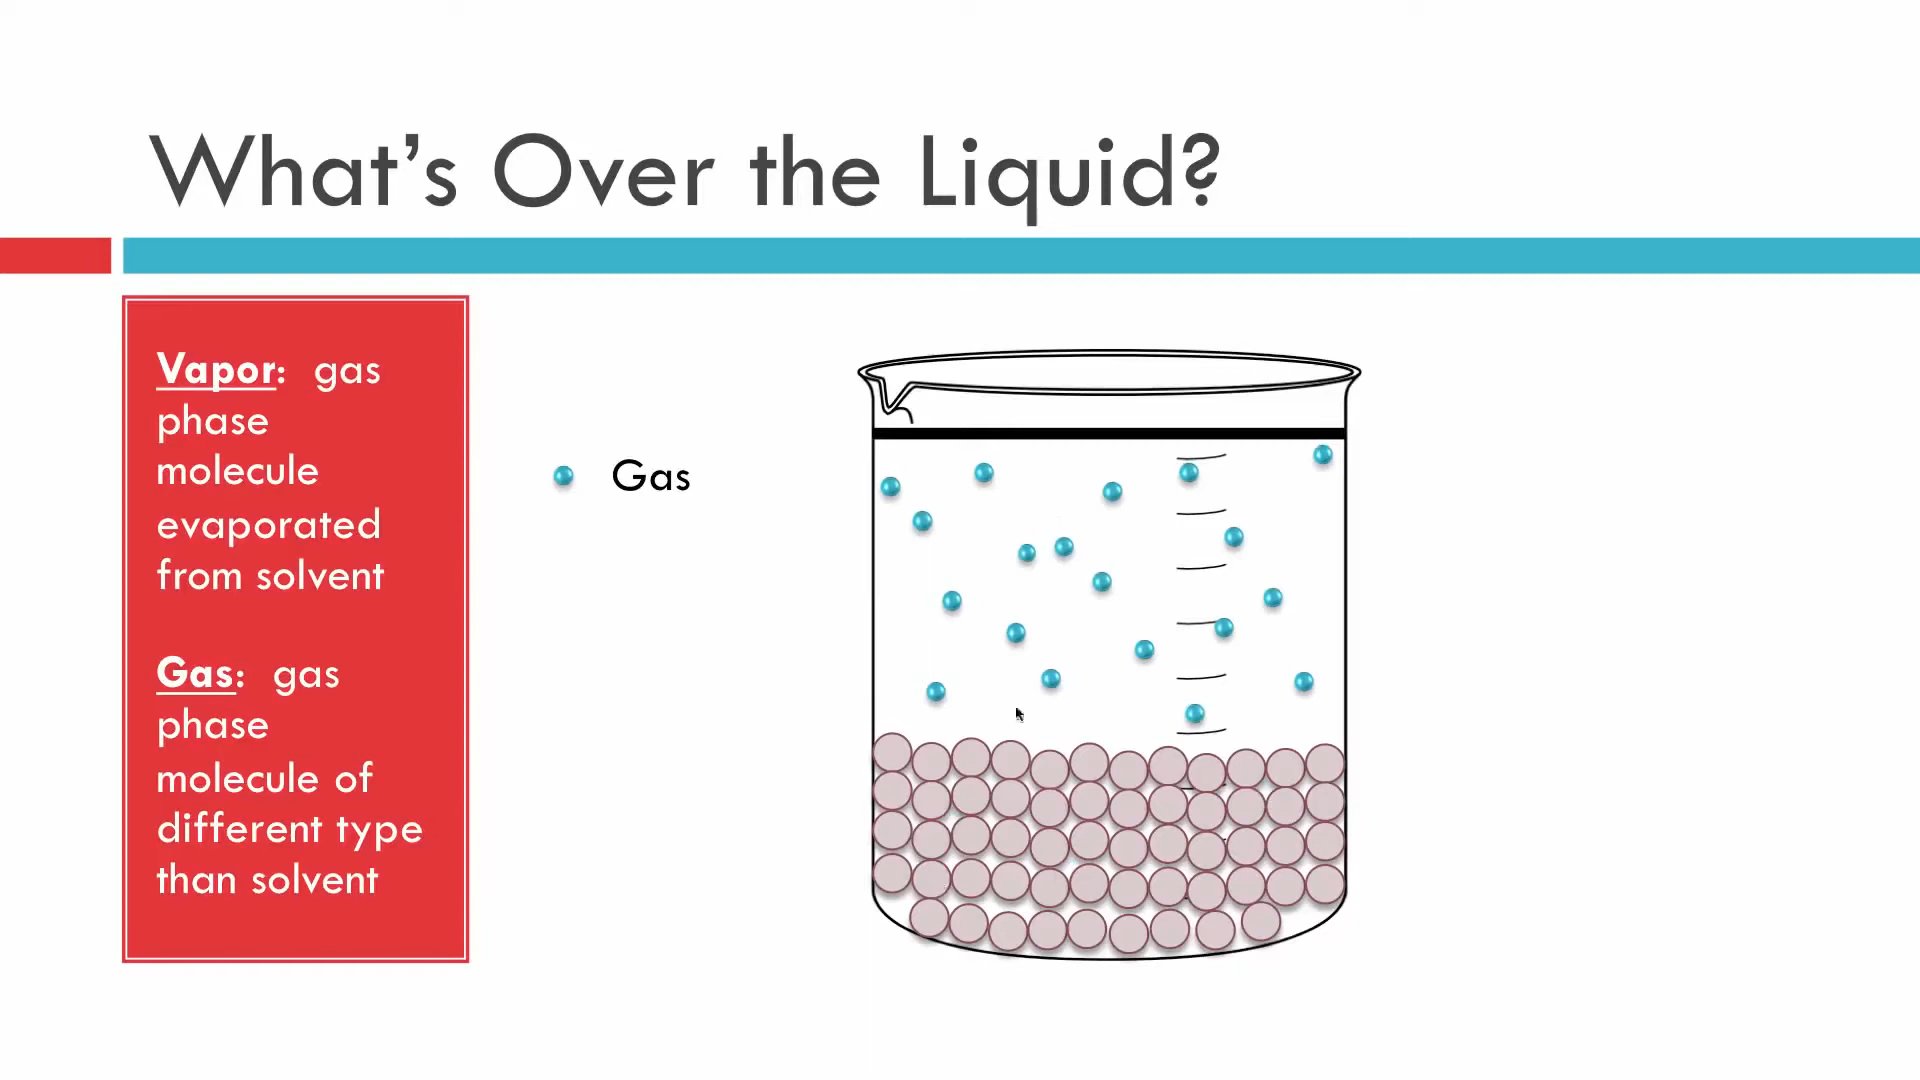 What’s Over the Liquid?
Vapor: gas
phase
molecule
evaporated
from solvent
Gas: gas
phase
molecule of
different type
than solvent
Gas